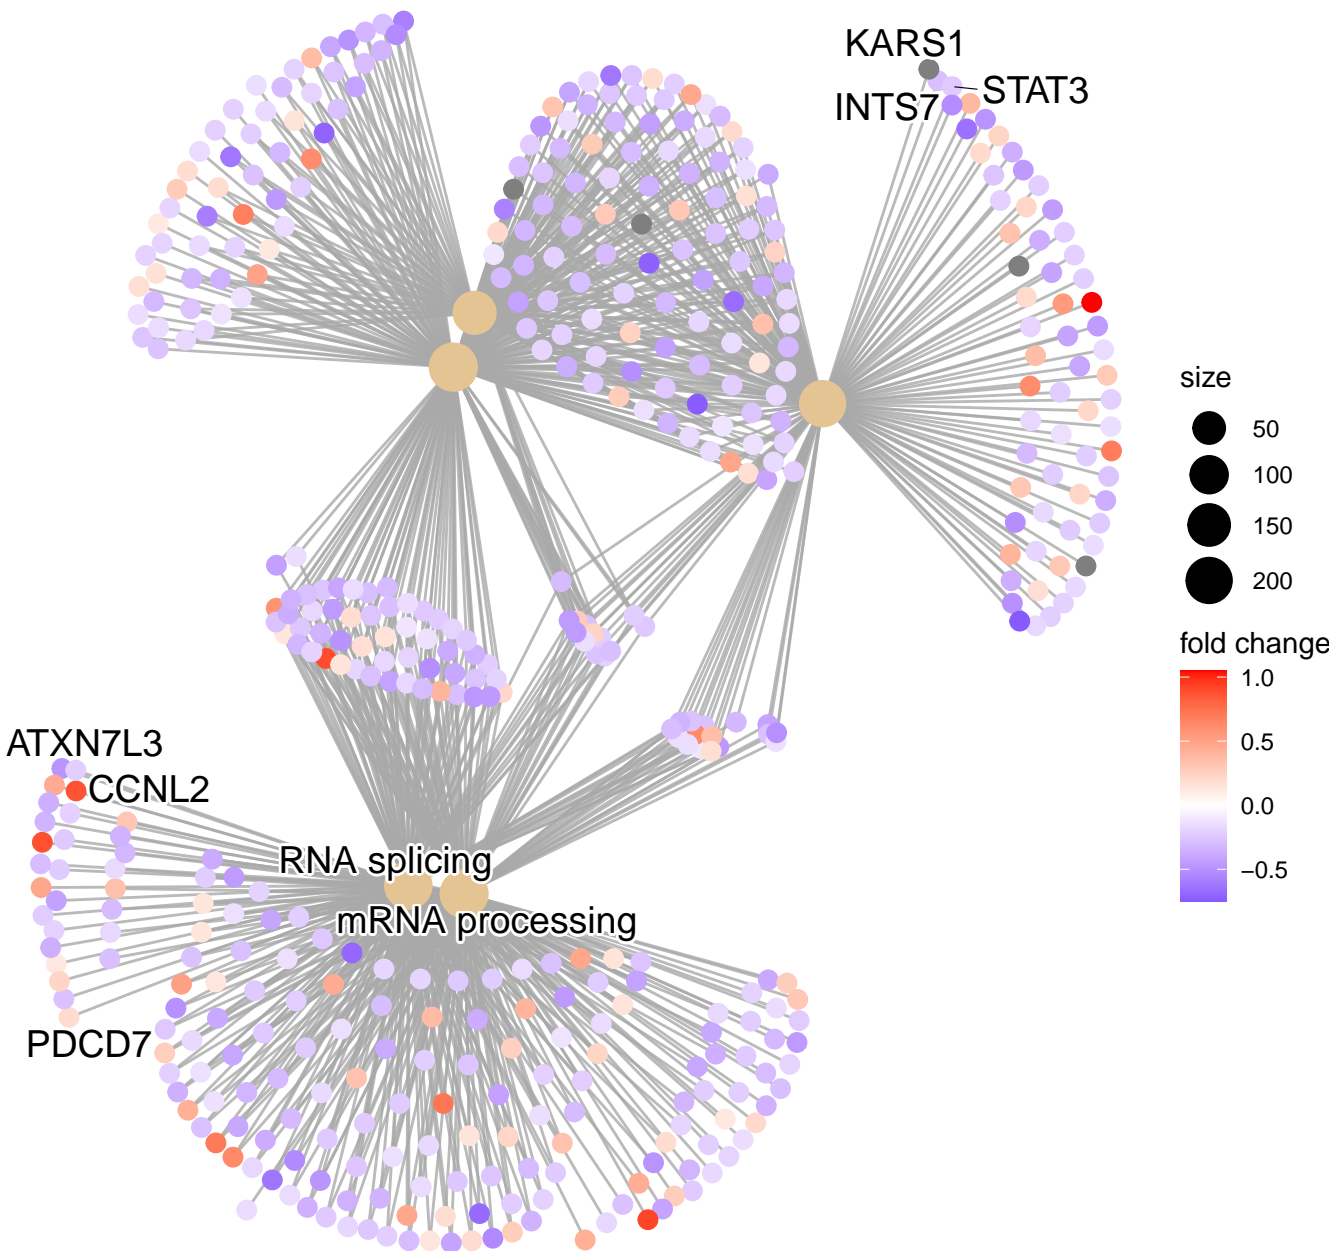 KARS1
STAT3
INTS7
size
50
100
150
200
fold change
1.0
0.5
0.0
−0.5
ATXN7L3
CCNL2
RNA splicing
mRNA processing
PDCD7